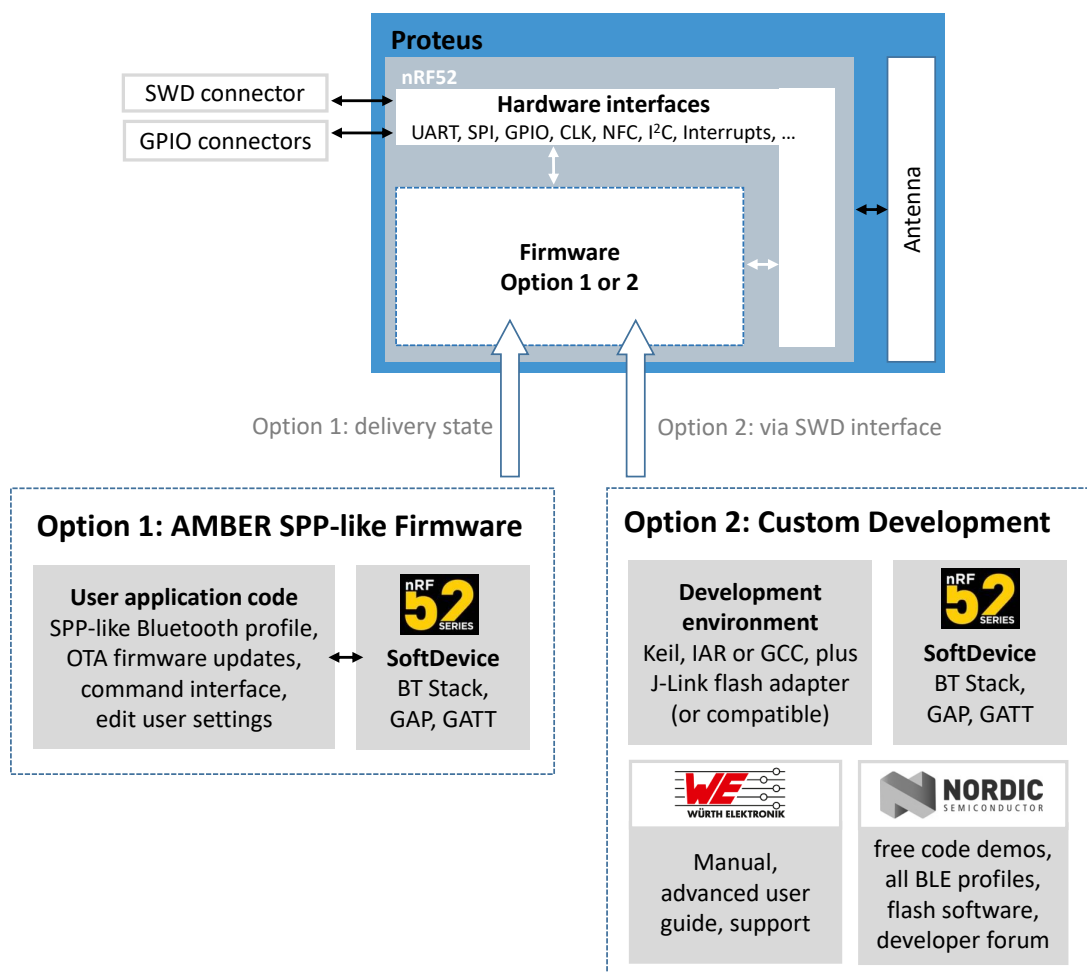 Proteus
nRF52
SWD connector
GPIO connectors
Hardware interfaces
UART, SPI, GPIO, CLK, NFC, I²C, Interrupts, ...
Antenna
Firmware
Option 1 or 2
Option 1: delivery state
Option 2: via SWD interface
Option 1: AMBER SPP-like Firmware
User application code
SPP-like Bluetooth profile,
OTA firmware updates,
command interface,
edit user settings
nRF
52
SERIES
SoftDevice
BT Stack,
GAP, GATT
Option 2: Custom Development
Development
environment
Keil, IAR or GCC, plus
J-Link flash adapter
(or compatible)
nRF
52
SERIES
SoftDevice
BT Stack,
GAP, GATT
WE
WÜRTH ELEKTRONIK
Manual,
advanced user
guide, support
NORDIC
SEMICONDUCTOR
free code demos,
all BLE profiles,
flash software,
developer forum